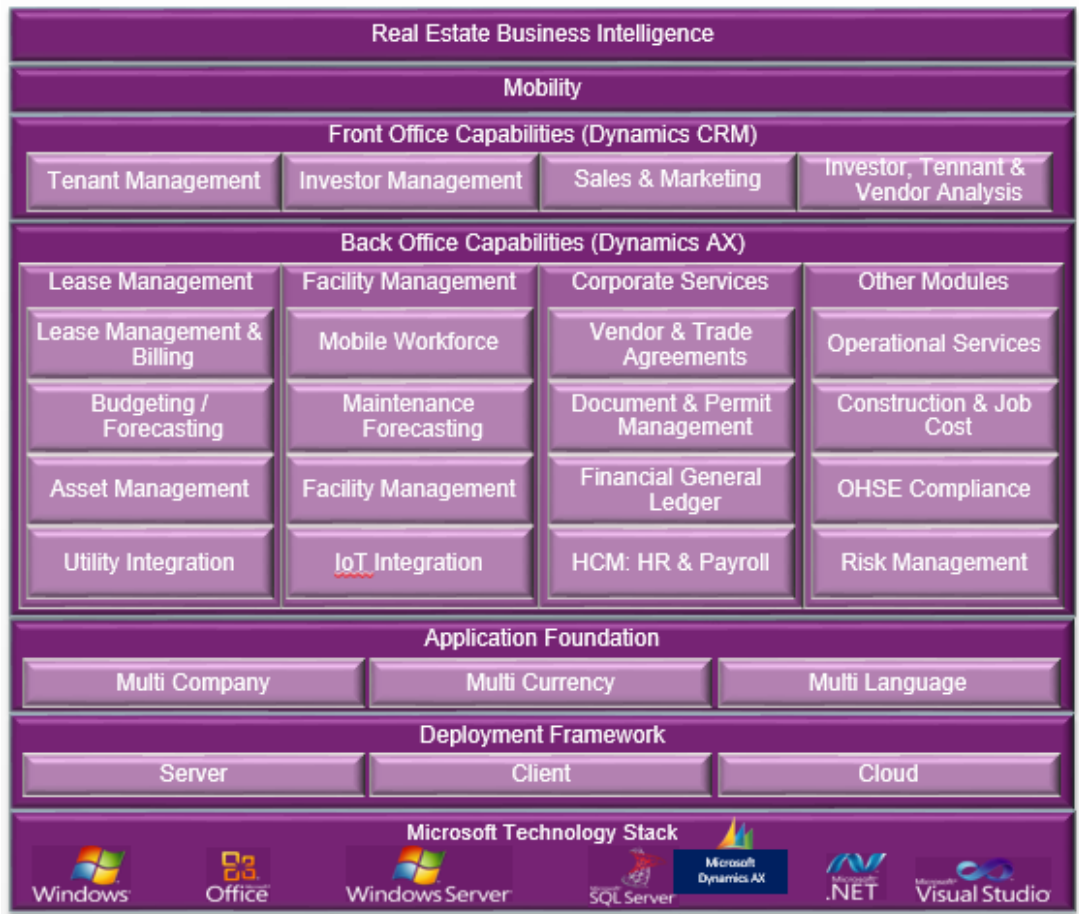 Real Estate Business Intelligence
Mobility
Front Office Capabilities (Dynamics CRM)
Tenant Management
Investor Management
Sales & Marketing
Investor, Tennant &
Vendor Analysis
Back Office Capabilities (Dynamics AX)
Lease Management
Facility Management
Corporate Services
Other Modules
Lease Management &
Billing
Mobile Workforce
Vendor & Trade
Agreements
Operational Services
Budgeting /
Forecasting
Maintenance
Forecasting
Document & Permit
Management
Construction & Job
Cost
Asset Management
Facility Management
Financial General
Ledger
OHSE Compliance
Utility Integration
IoT Integration
HCM: HR & Payroll
Risk Management
Application Foundation
Multi Company
Multi Currency
Multi Language
Deployment Framework
Server
Client
Cloud
Microsoft Technology Stack
Windows
Microsoft
Office
Windows Server
Microsoft
SQL Server
Microsoft
Dynamics AX
Microsoft
.NET
Microsoft
Visual Studio